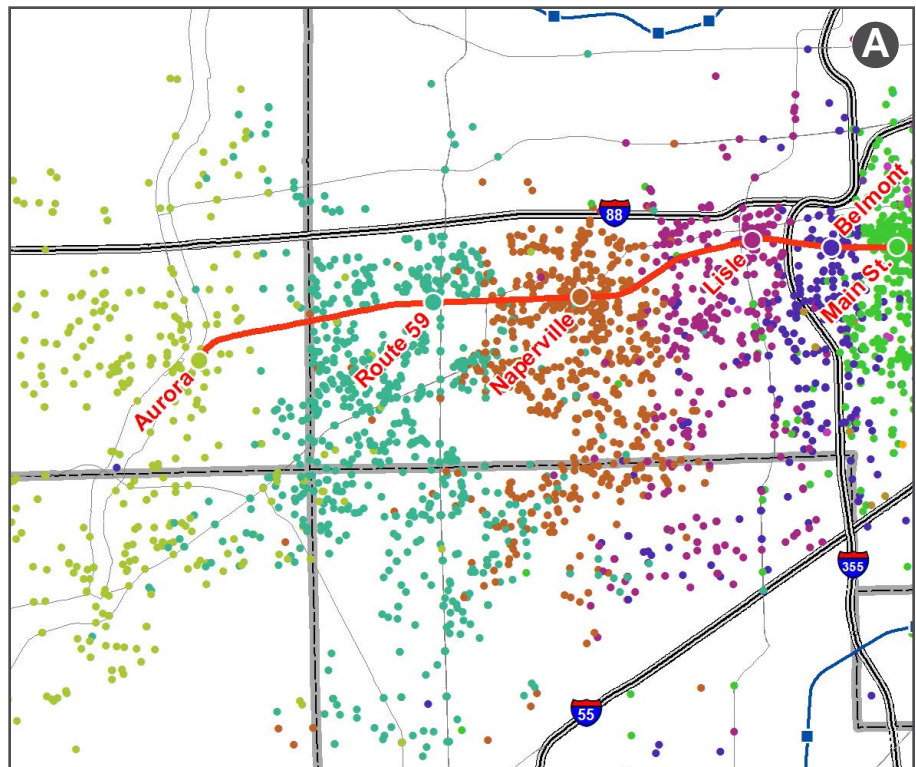 A
88
Belmont
Lisle
Main St.
Route 59
Naperville
Aurora
355
55